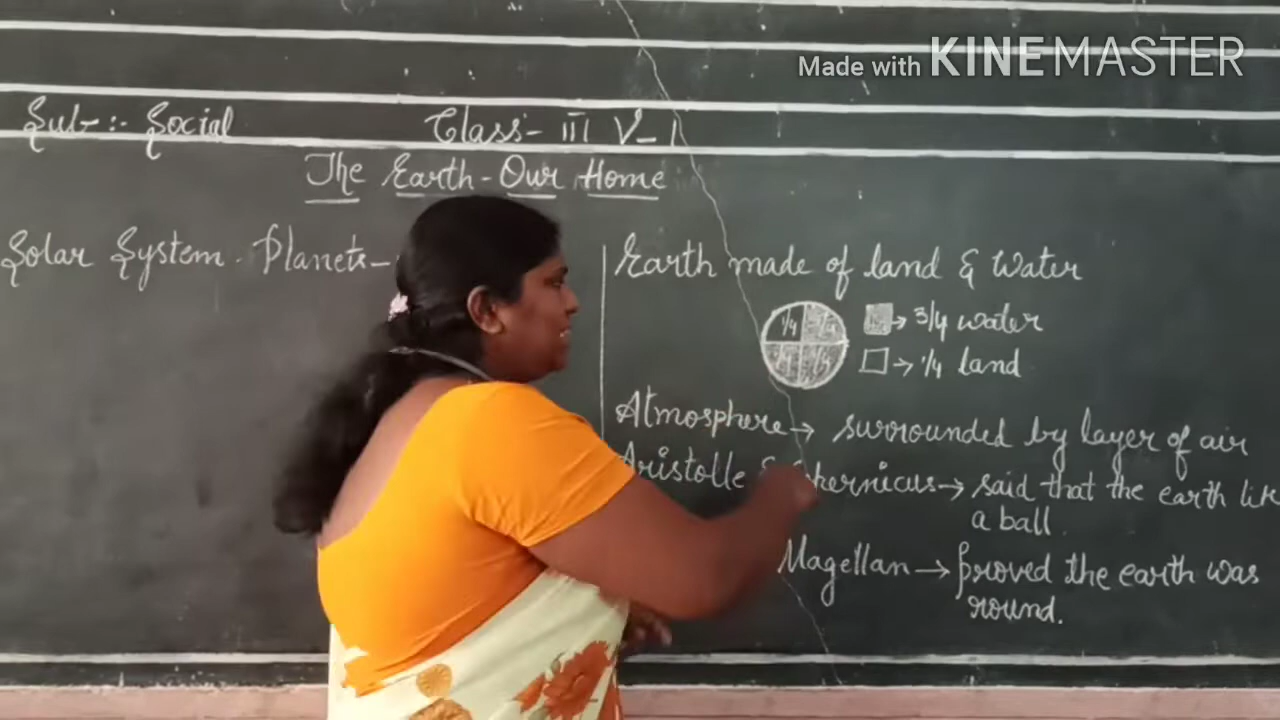 Made with KINEMASTER
Sub :- Social
Class- III V-1
The Earth - Our Home
Solar System. Planets-
Earth made of land & Water
1/4 1/4
1/4 1/4
→ 3/4 water
→ 1/4 land
Atmosphere → surrounded by layer of air
Aristolle & → said that the earth
a ball.
Magellan → proved the earth was
round.